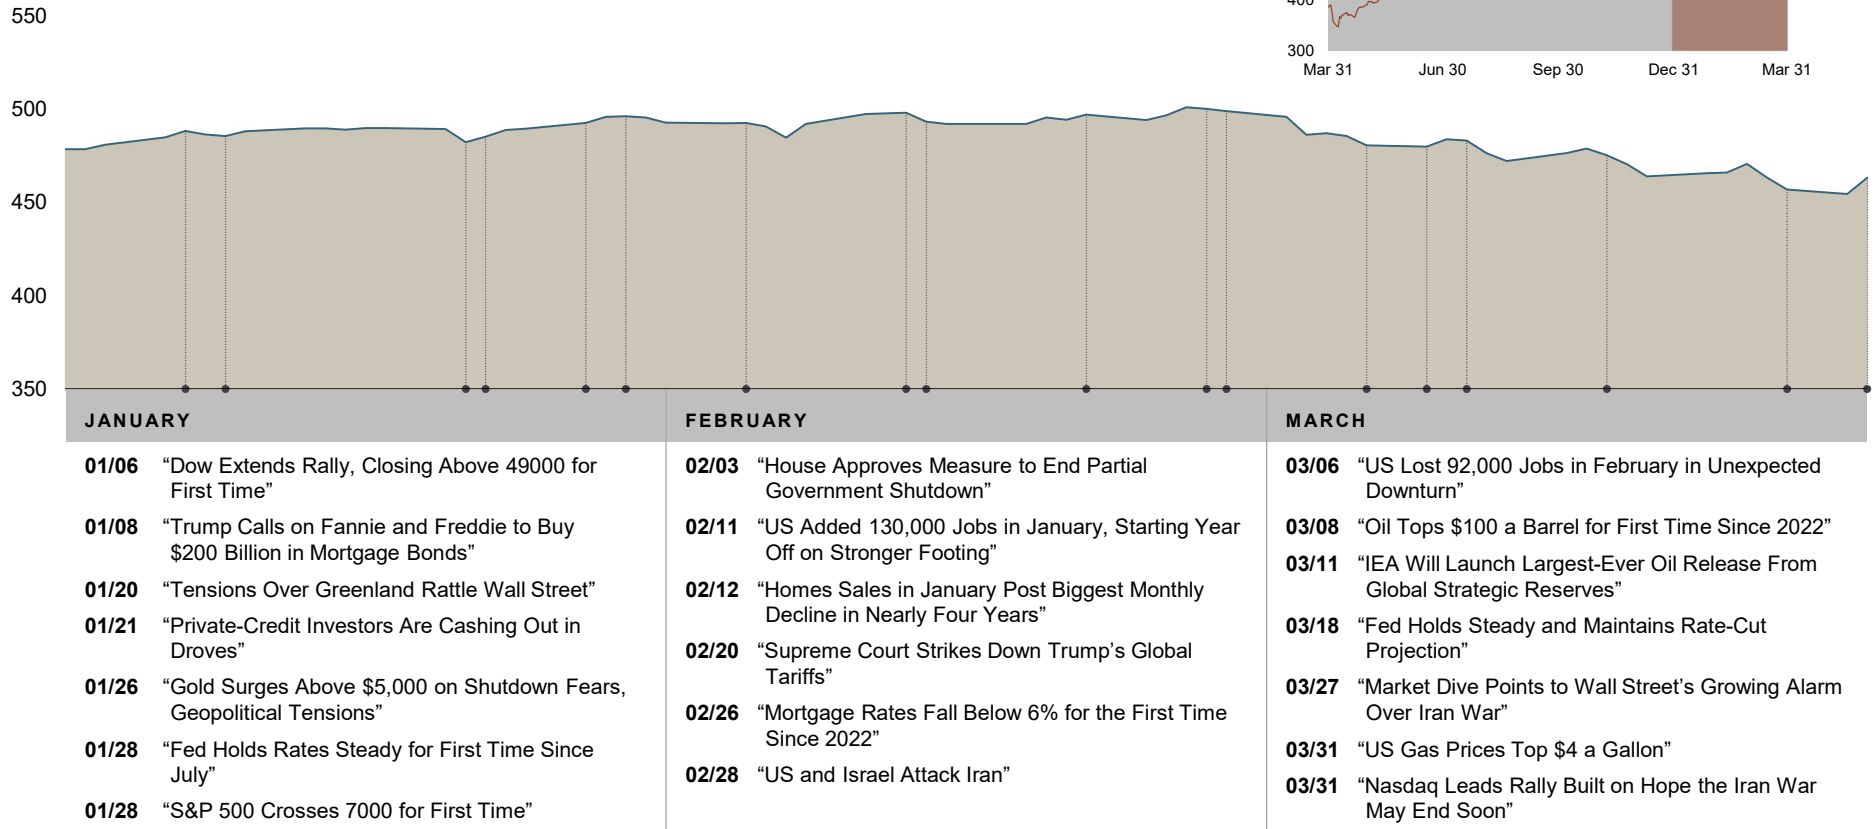 550
500
450
400
350
400
300
Mar 31
Jun 30
Sep 30
Dec 31
Mar 31
JANUARY
01/06 “Dow Extends Rally, Closing Above 49000 for
First Time”
01/08 “Trump Calls on Fannie and Freddie to Buy
$200 Billion in Mortgage Bonds”
01/20 “Tensions Over Greenland Rattle Wall Street”
01/21 “Private-Credit Investors Are Cashing Out in
Droves”
01/26 “Gold Surges Above $5,000 on Shutdown Fears,
Geopolitical Tensions”
01/28 “Fed Holds Rates Steady for First Time Since
July”
01/28 “S&P 500 Crosses 7000 for First Time”
FEBRUARY
02/03 “House Approves Measure to End Partial
Government Shutdown”
02/11 “US Added 130,000 Jobs in January, Starting Year
Off on Stronger Footing”
02/12 “Homes Sales in January Post Biggest Monthly
Decline in Nearly Four Years”
02/20 “Supreme Court Strikes Down Trump’s Global
Tariffs”
02/26 “Mortgage Rates Fall Below 6% for the First Time
Since 2022”
02/28 “US and Israel Attack Iran”
MARCH
03/06 “US Lost 92,000 Jobs in February in Unexpected
Downturn”
03/08 “Oil Tops $100 a Barrel for First Time Since 2022”
03/11 “IEA Will Launch Largest-Ever Oil Release From
Global Strategic Reserves”
03/18 “Fed Holds Steady and Maintains Rate-Cut
Projection”
03/27 “Market Dive Points to Wall Street’s Growing Alarm
Over Iran War”
03/31 “US Gas Prices Top $4 a Gallon”
03/31 “Nasdaq Leads Rally Built on Hope the Iran War
May End Soon”